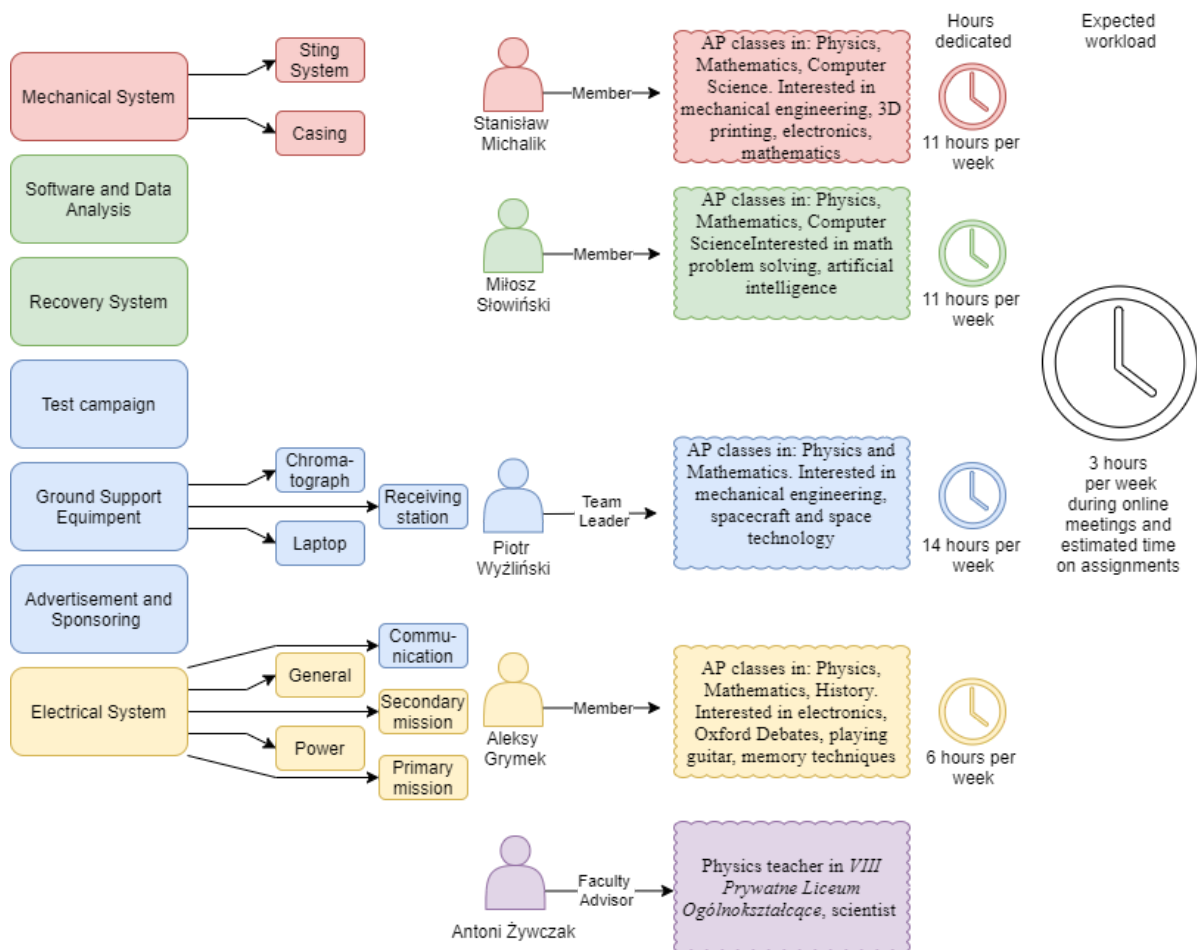 Hours
dedicated
Expected
workload
Mechanical System
Sting
System
Casing
Stanisław
Michalik
Member
AP classes in: Physics,
Mathematics, Computer
Science. Interested in
mechanical engineering, 3D
printing, electronics,
mathematics
11 hours per
week
Software and Data
Analysis
Recovery System
Miłosz
Słowiński
Member
AP classes in: Physics,
Mathematics, Computer
ScienceInterested in math
problem solving, artificial
intelligence
11 hours per
week
Test campaign
Ground Support
Equimpent
Chroma-
tograph
Receiving
station
Laptop
Advertisement and
Sponsoring
Piotr
Wyźliński
Team
Leader
AP classes in: Physics and
Mathematics. Interested in
mechanical engineering,
spacecraft and space
technology
14 hours per
week
3 hours
per week
during online
meetings and
estimated time
on assignments
Electrical System
Commu-
nication
General
Secondary
mission
Power
Primary
mission
Aleksy
Grymek
Member
AP classes in: Physics,
Mathematics, History.
Interested in electronics,
Oxford Debates, playing
guitar, memory techniques
6 hours per
week
Antoni Żywczak
Faculty
Advisor
Physics teacher in VIII
Prywatne Liceum
Ogólnokształcące, scientist